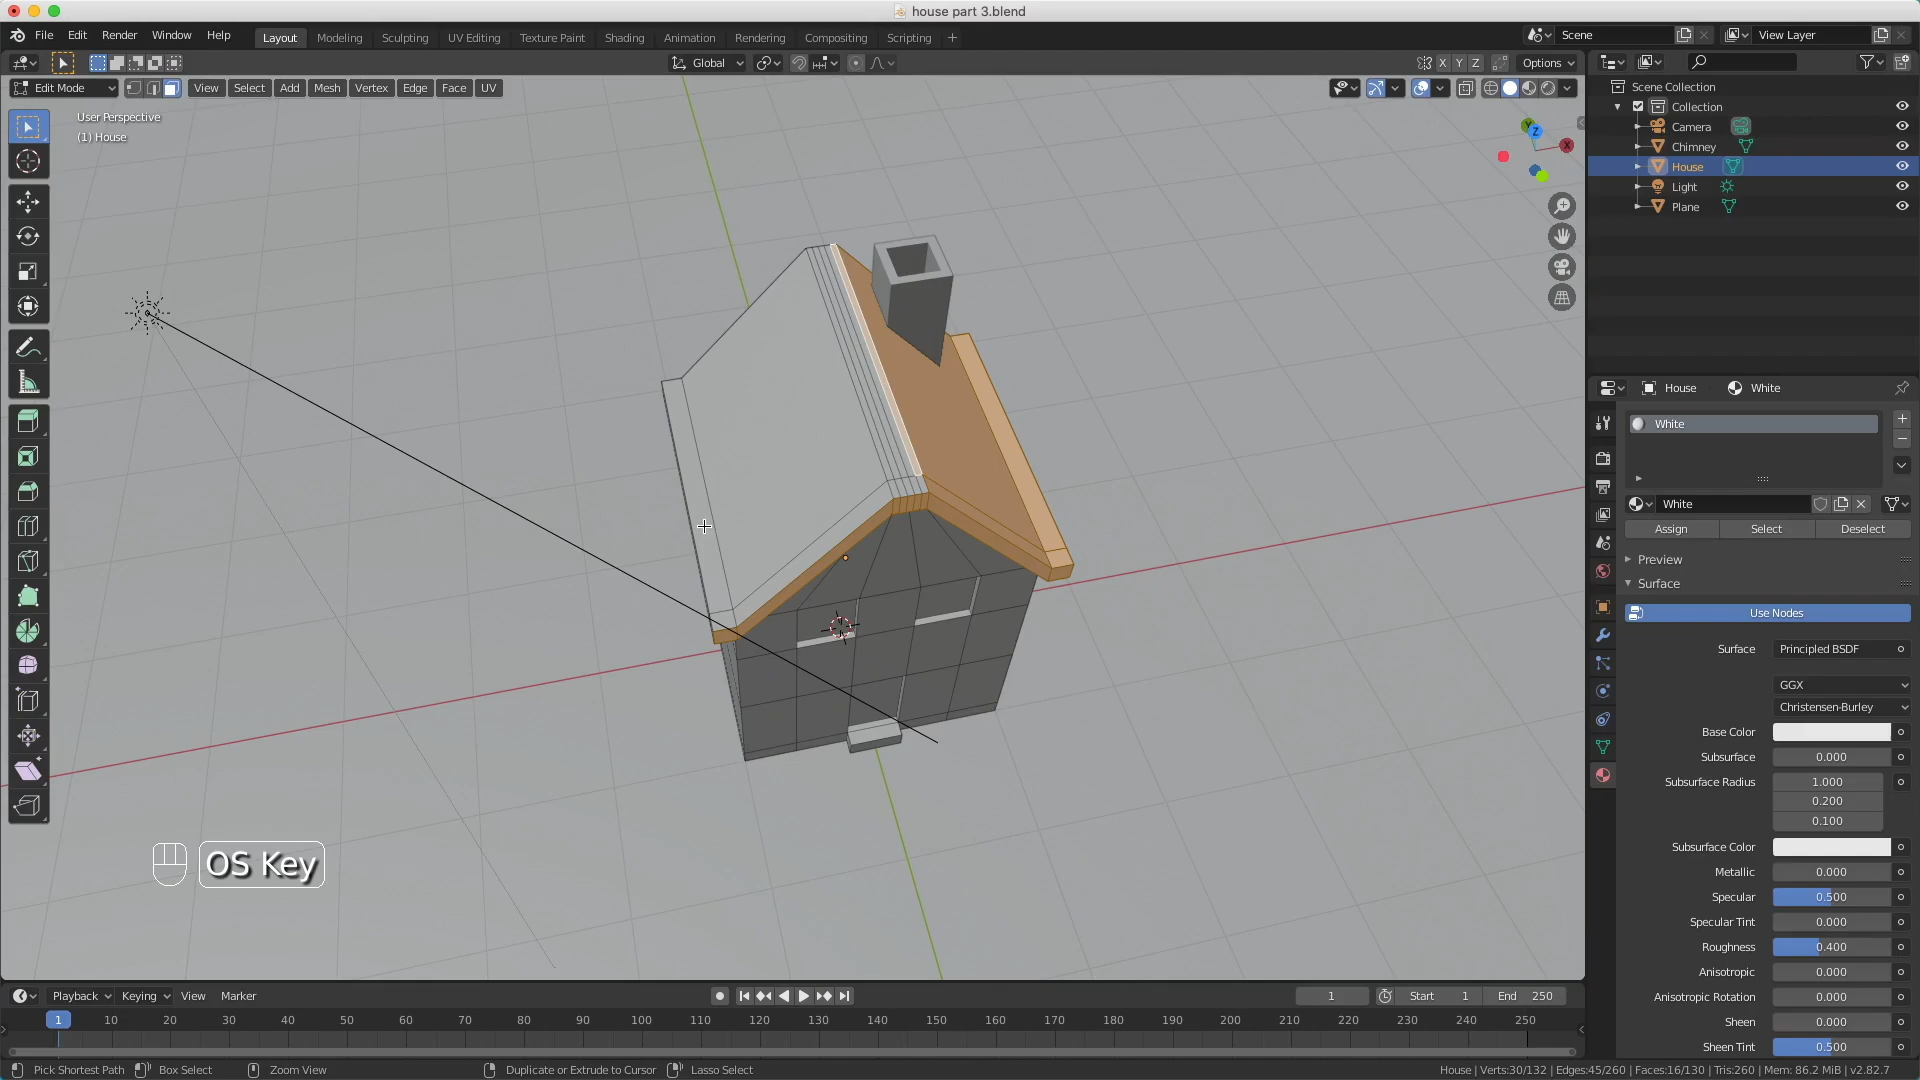 house part 3.blend
File Edit Render Window Help Layout Modeling Sculpting UV Editing Texture Paint Shading Animation Rendering Compositing Scripting + Scene View Layer
Global X Y Z Options
Edit Mode View Select Add Mesh Vertex Edge Face UV
User Perspective
(1) House
Y Z X
Scene Collection
Collection
Camera
Chimney
House
Light
Plane
House White
White
White
Assign Select Deselect
Preview
Surface
Use Nodes
Surface Principled BSDF
GGX
Christensen-Burley
Base Color
Subsurface 0.000
Subsurface Radius 1.000
0.200
0.100
Subsurface Color
Metallic 0.000
Specular 0.500
Specular Tint 0.000
Roughness 0.400
Anisotropic 0.000
Anisotropic Rotation 0.000
Sheen 0.000
Sheen Tint 0.500
OS Key
Playback Keying View Marker 1 Start 1 End 250
1 10 20 30 40 50 60 70 80 90 100 110 120 130 140 150 160 170 180 190 200 210 220 230 240 250
Pick Shortest Path Box Select Zoom View Duplicate or Extrude to Cursor Lasso Select House | Verts:30/132 | Edges:45/260 | Faces:16/130 | Tris:260 | Mem: 86.2 MiB | v2.82.7